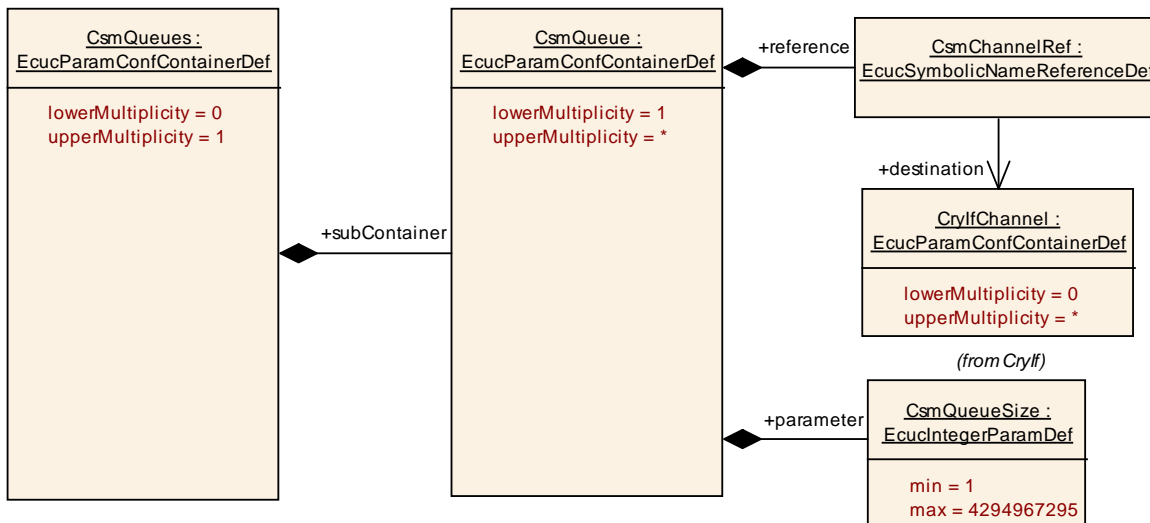 CsmQueues :
EcucParamConfContainerDef
lowerMultiplicity = 0
upperMultiplicity = 1
+subContainer
CsmQueue :
EcucParamConfContainerDef
lowerMultiplicity = 1
upperMultiplicity = *
+reference
CsmChannelRef :
EcucSymbolicNameReferenceDef
+destination
CryIfChannel :
EcucParamConfContainerDef
lowerMultiplicity = 0
upperMultiplicity = *
(from CryIf)
+parameter
CsmQueueSize :
EcucIntegerParamDef
min = 1
max = 4294967295